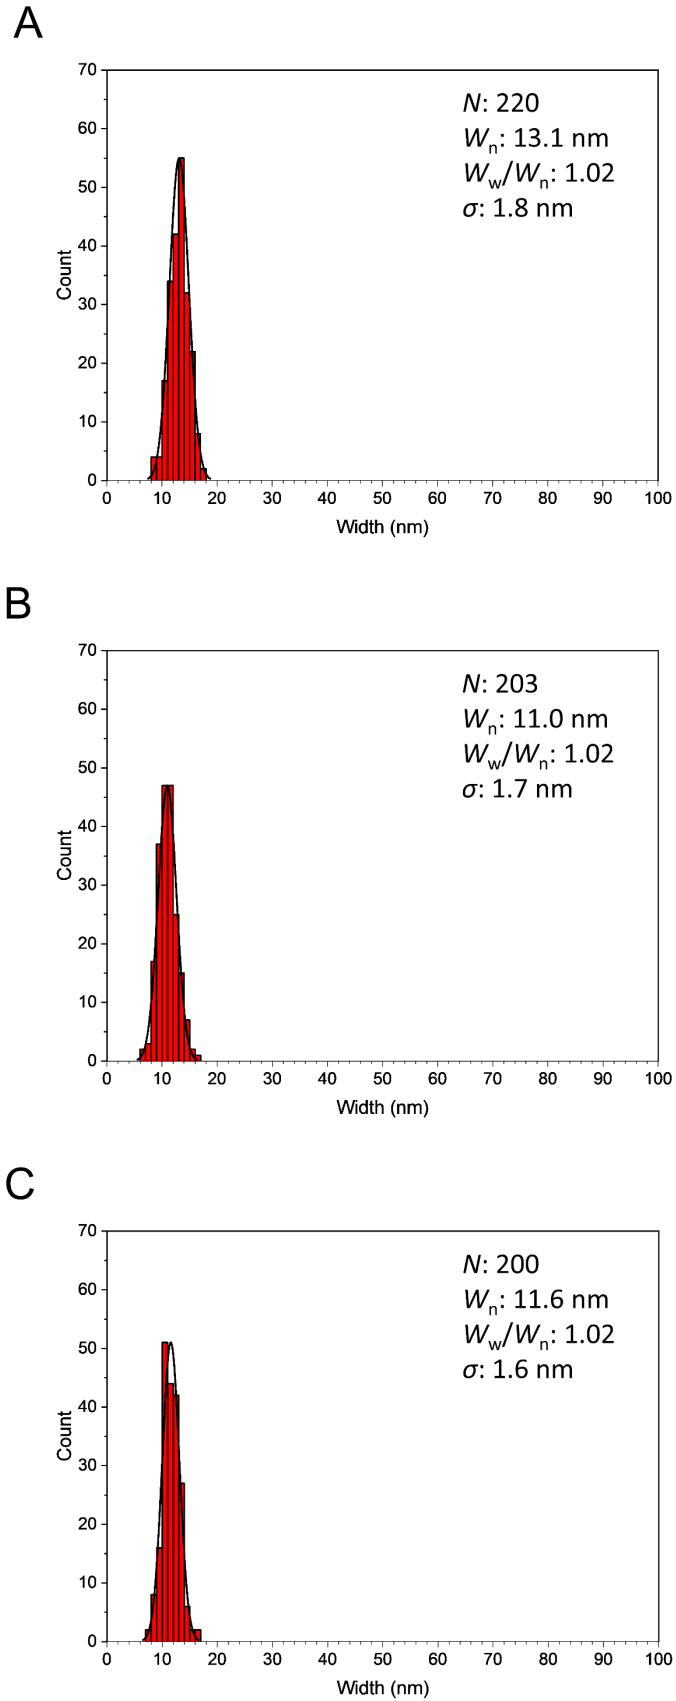 A
70
60
50
40
30
20
10
0
Count
0 10 20 30 40 50 60 70 80 90 100
Width (nm)
N: 220
Wn: 13.1 nm
Ww/Wn: 1.02
σ: 1.8 nm
B
70
60
50
40
30
20
10
0
Count
0 10 20 30 40 50 60 70 80 90 100
Width (nm)
N: 203
Wn: 11.0 nm
Ww/Wn: 1.02
σ: 1.7 nm
C
70
60
50
40
30
20
10
0
Count
0 10 20 30 40 50 60 70 80 90 100
Width (nm)
N: 200
Wn: 11.6 nm
Ww/Wn: 1.02
σ: 1.6 nm